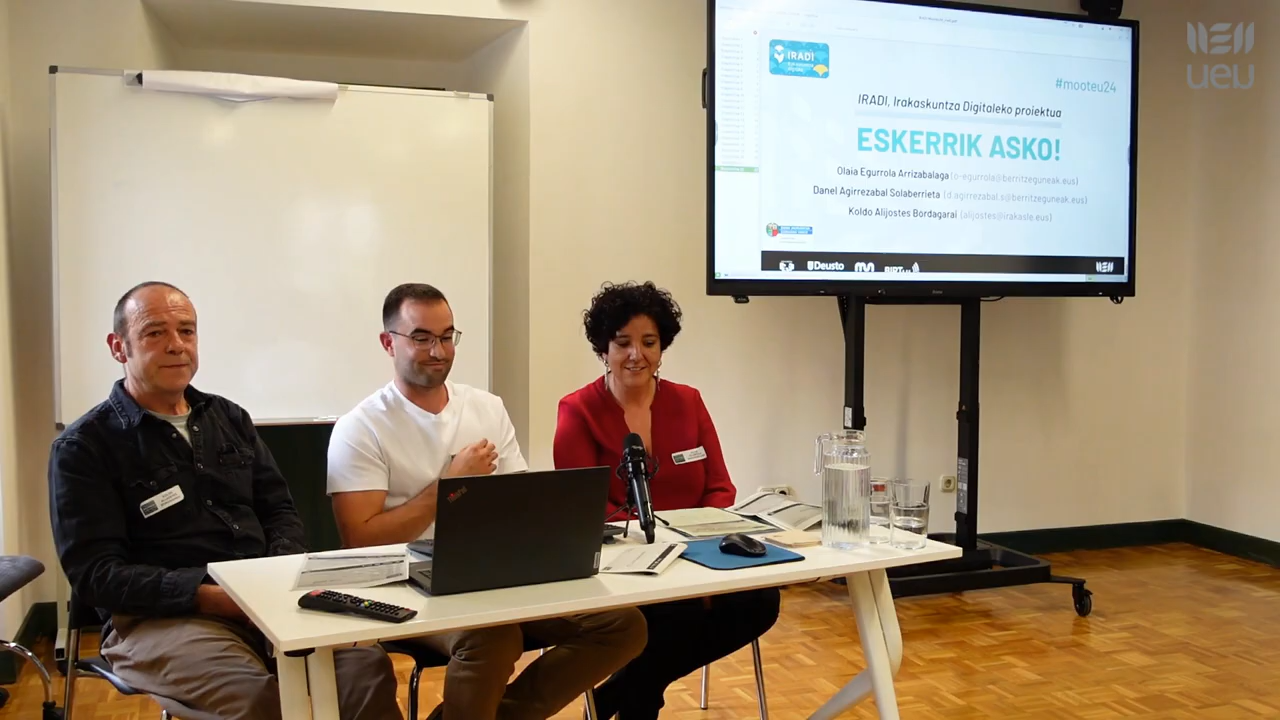 UEU
IRADI
#mooteu24
IRADI, Irakaskuntza Digitaleko proiektua
ESKERRIK ASKO!
Olaia Egurrola Arrizabalaga (o-egurrola@berritzeguneak.eus)
Danel Agirrezabal Solaberrieta (d.agirrezabal.s@berritzeguneak.eus)
Koldo Alijostes Bordagarai (alijostes@irakasle.eus)
Deusto